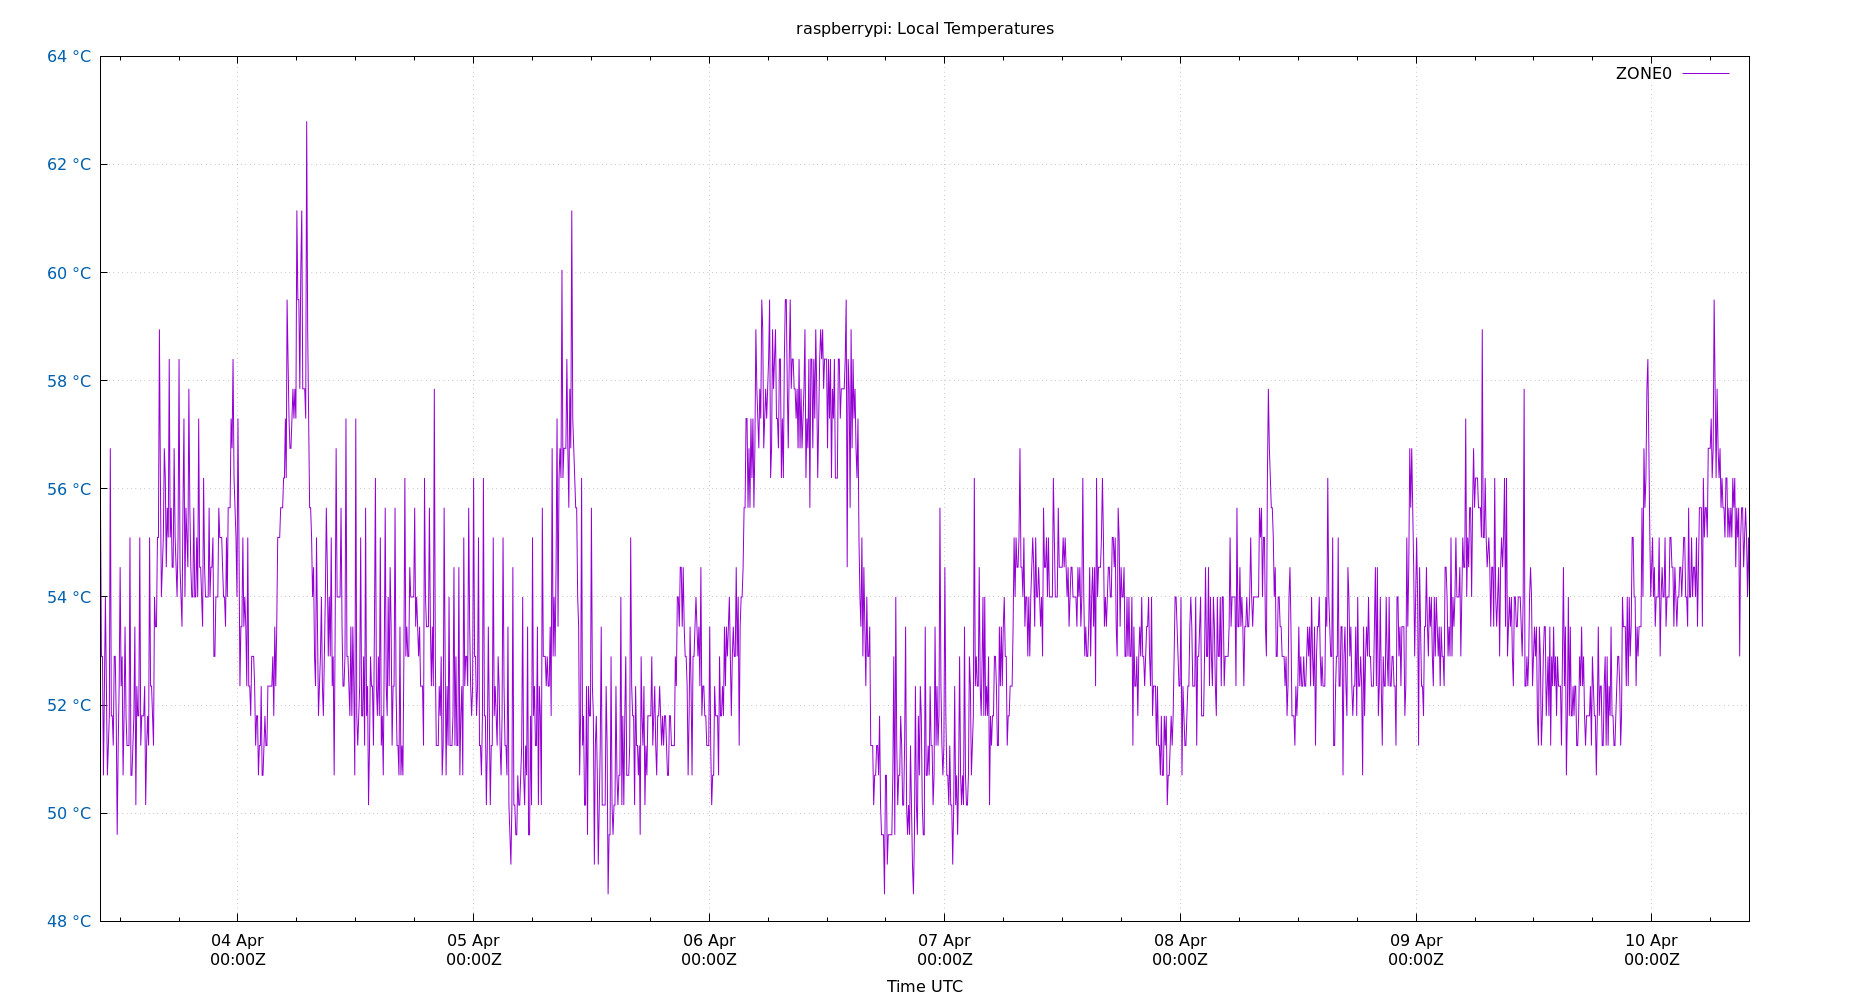 raspberrypi: Local Temperatures
64 °C
62 °C
60 °C
58 °C
56 °C
54 °C
52 °C
50 °C
48 °C
ZONE0
04 Apr
00:00Z
05 Apr
00:00Z
06 Apr
00:00Z
07 Apr
00:00Z
08 Apr
00:00Z
09 Apr
00:00Z
10 Apr
00:00Z
Time UTC